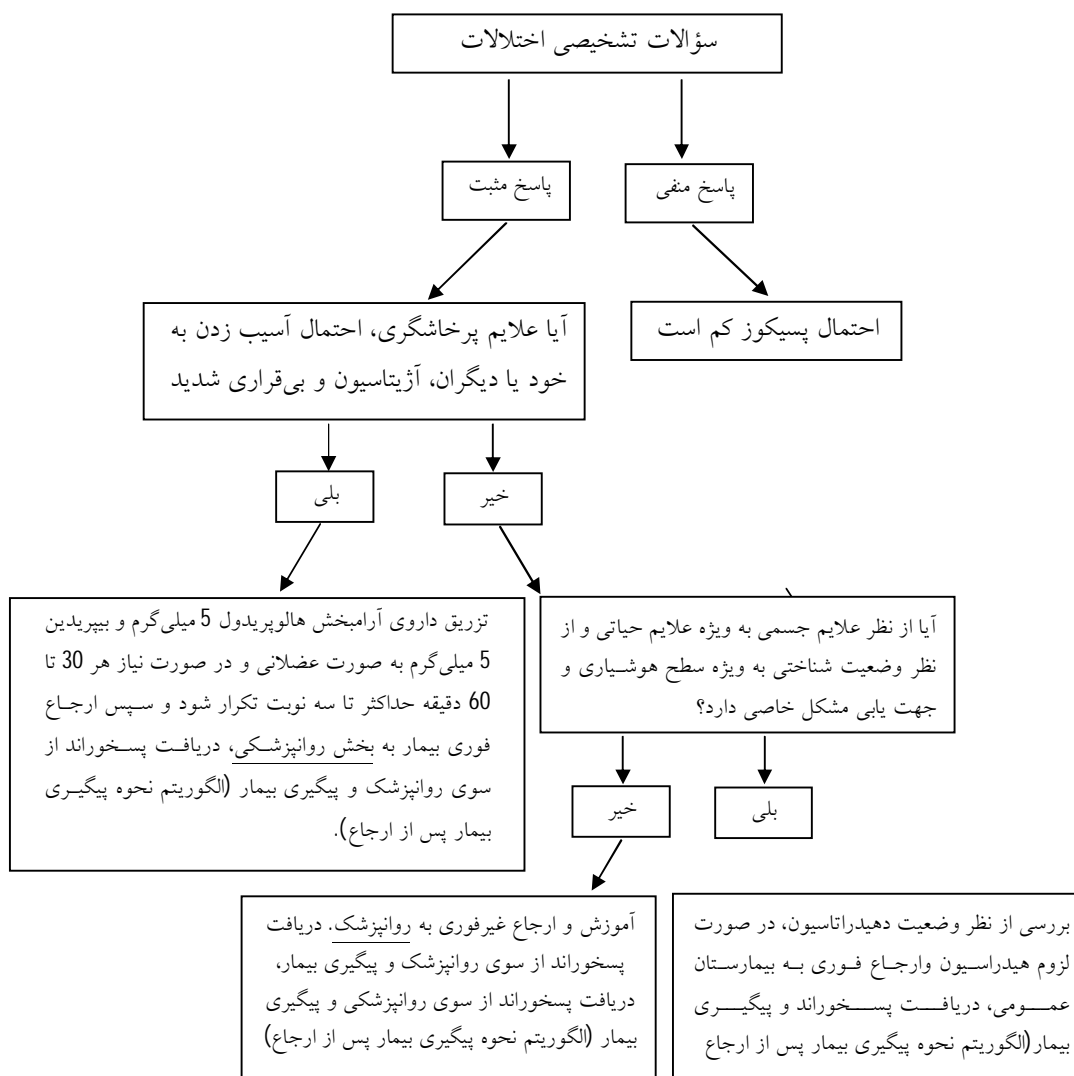 سؤالات تشخیصی اختلالات
پاسخ مثبت
پاسخ منفی
آیا علایم پرخاشگری، احتمال آسیب زدن به
خود یا دیگران، آژیتاسیون و بی‌قراری شدید
احتمال پسیکوز کم است
بلی
خیر
تزریق داروی آرامبخش هالوپریدول 5 میلی‌گرم و بیپریدین
5 میلی‌گرم به صورت عضلانی و در صورت نیاز هر 30 تا
60 دقیقه حداکثر تا سه نوبت تکرار شود و سپس ارجاع
فوری بیمار به بخش روانپزشکی، دریافت پسخوراند از
سوی روانپزشک و پیگیری بیمار (الگوریتم نحوه پیگیری
بیمار پس از ارجاع).
آیا از نظر علایم جسمی به ویژه علایم حیاتی و از
نظر وضعیت شناختی به ویژه سطح هوشیاری و
جهت یابی مشکل خاصی دارد؟
خیر
بلی
آموزش و ارجاع غیرفوری به روانپزشک. دریافت
پسخوراند از سوی روانپزشک و پیگیری بیمار،
دریافت پسخوراند از سوی روانپزشکی و پیگیری
بیمار (الگوریتم نحوه پیگیری بیمار پس از ارجاع)
بررسی از نظر وضعیت دهیدراتاسیون، در صورت
لزوم هیدراسیون وارجاع فوری به بیمارستان
عمومی، دریافت پسخوراند و پیگیری
بیمار(الگوریتم نحوه پیگیری بیمار پس از ارجاع